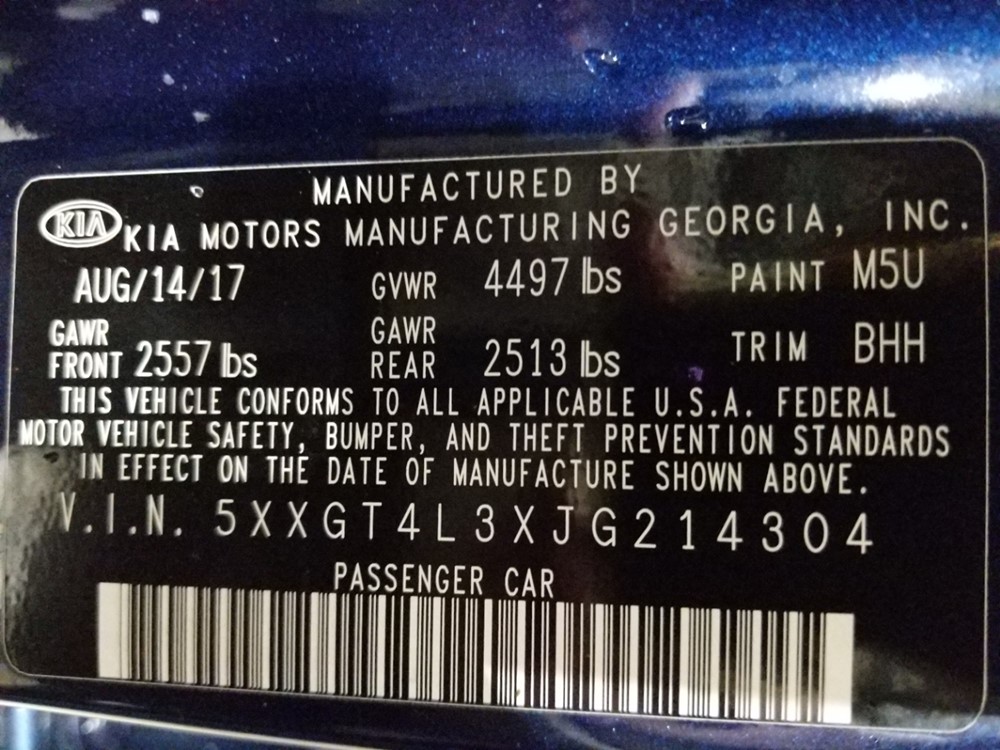 MANUFACTURED BY
KIA KIA MOTORS MANUFACTURING GEORGIA, INC.
AUG/14/17 GVWR 4497 lbs PAINT M5U
GAWR FRONT 2557 lbs GAWR REAR 2513 lbs TRIM BHH
THIS VEHICLE CONFORMS TO ALL APPLICABLE U.S.A. FEDERAL
MOTOR VEHICLE SAFETY, BUMPER, AND THEFT PREVENTION STANDARDS
IN EFFECT ON THE DATE OF MANUFACTURE SHOWN ABOVE.
V.I.N. 5XXGT4L3XJG214304
PASSENGER CAR